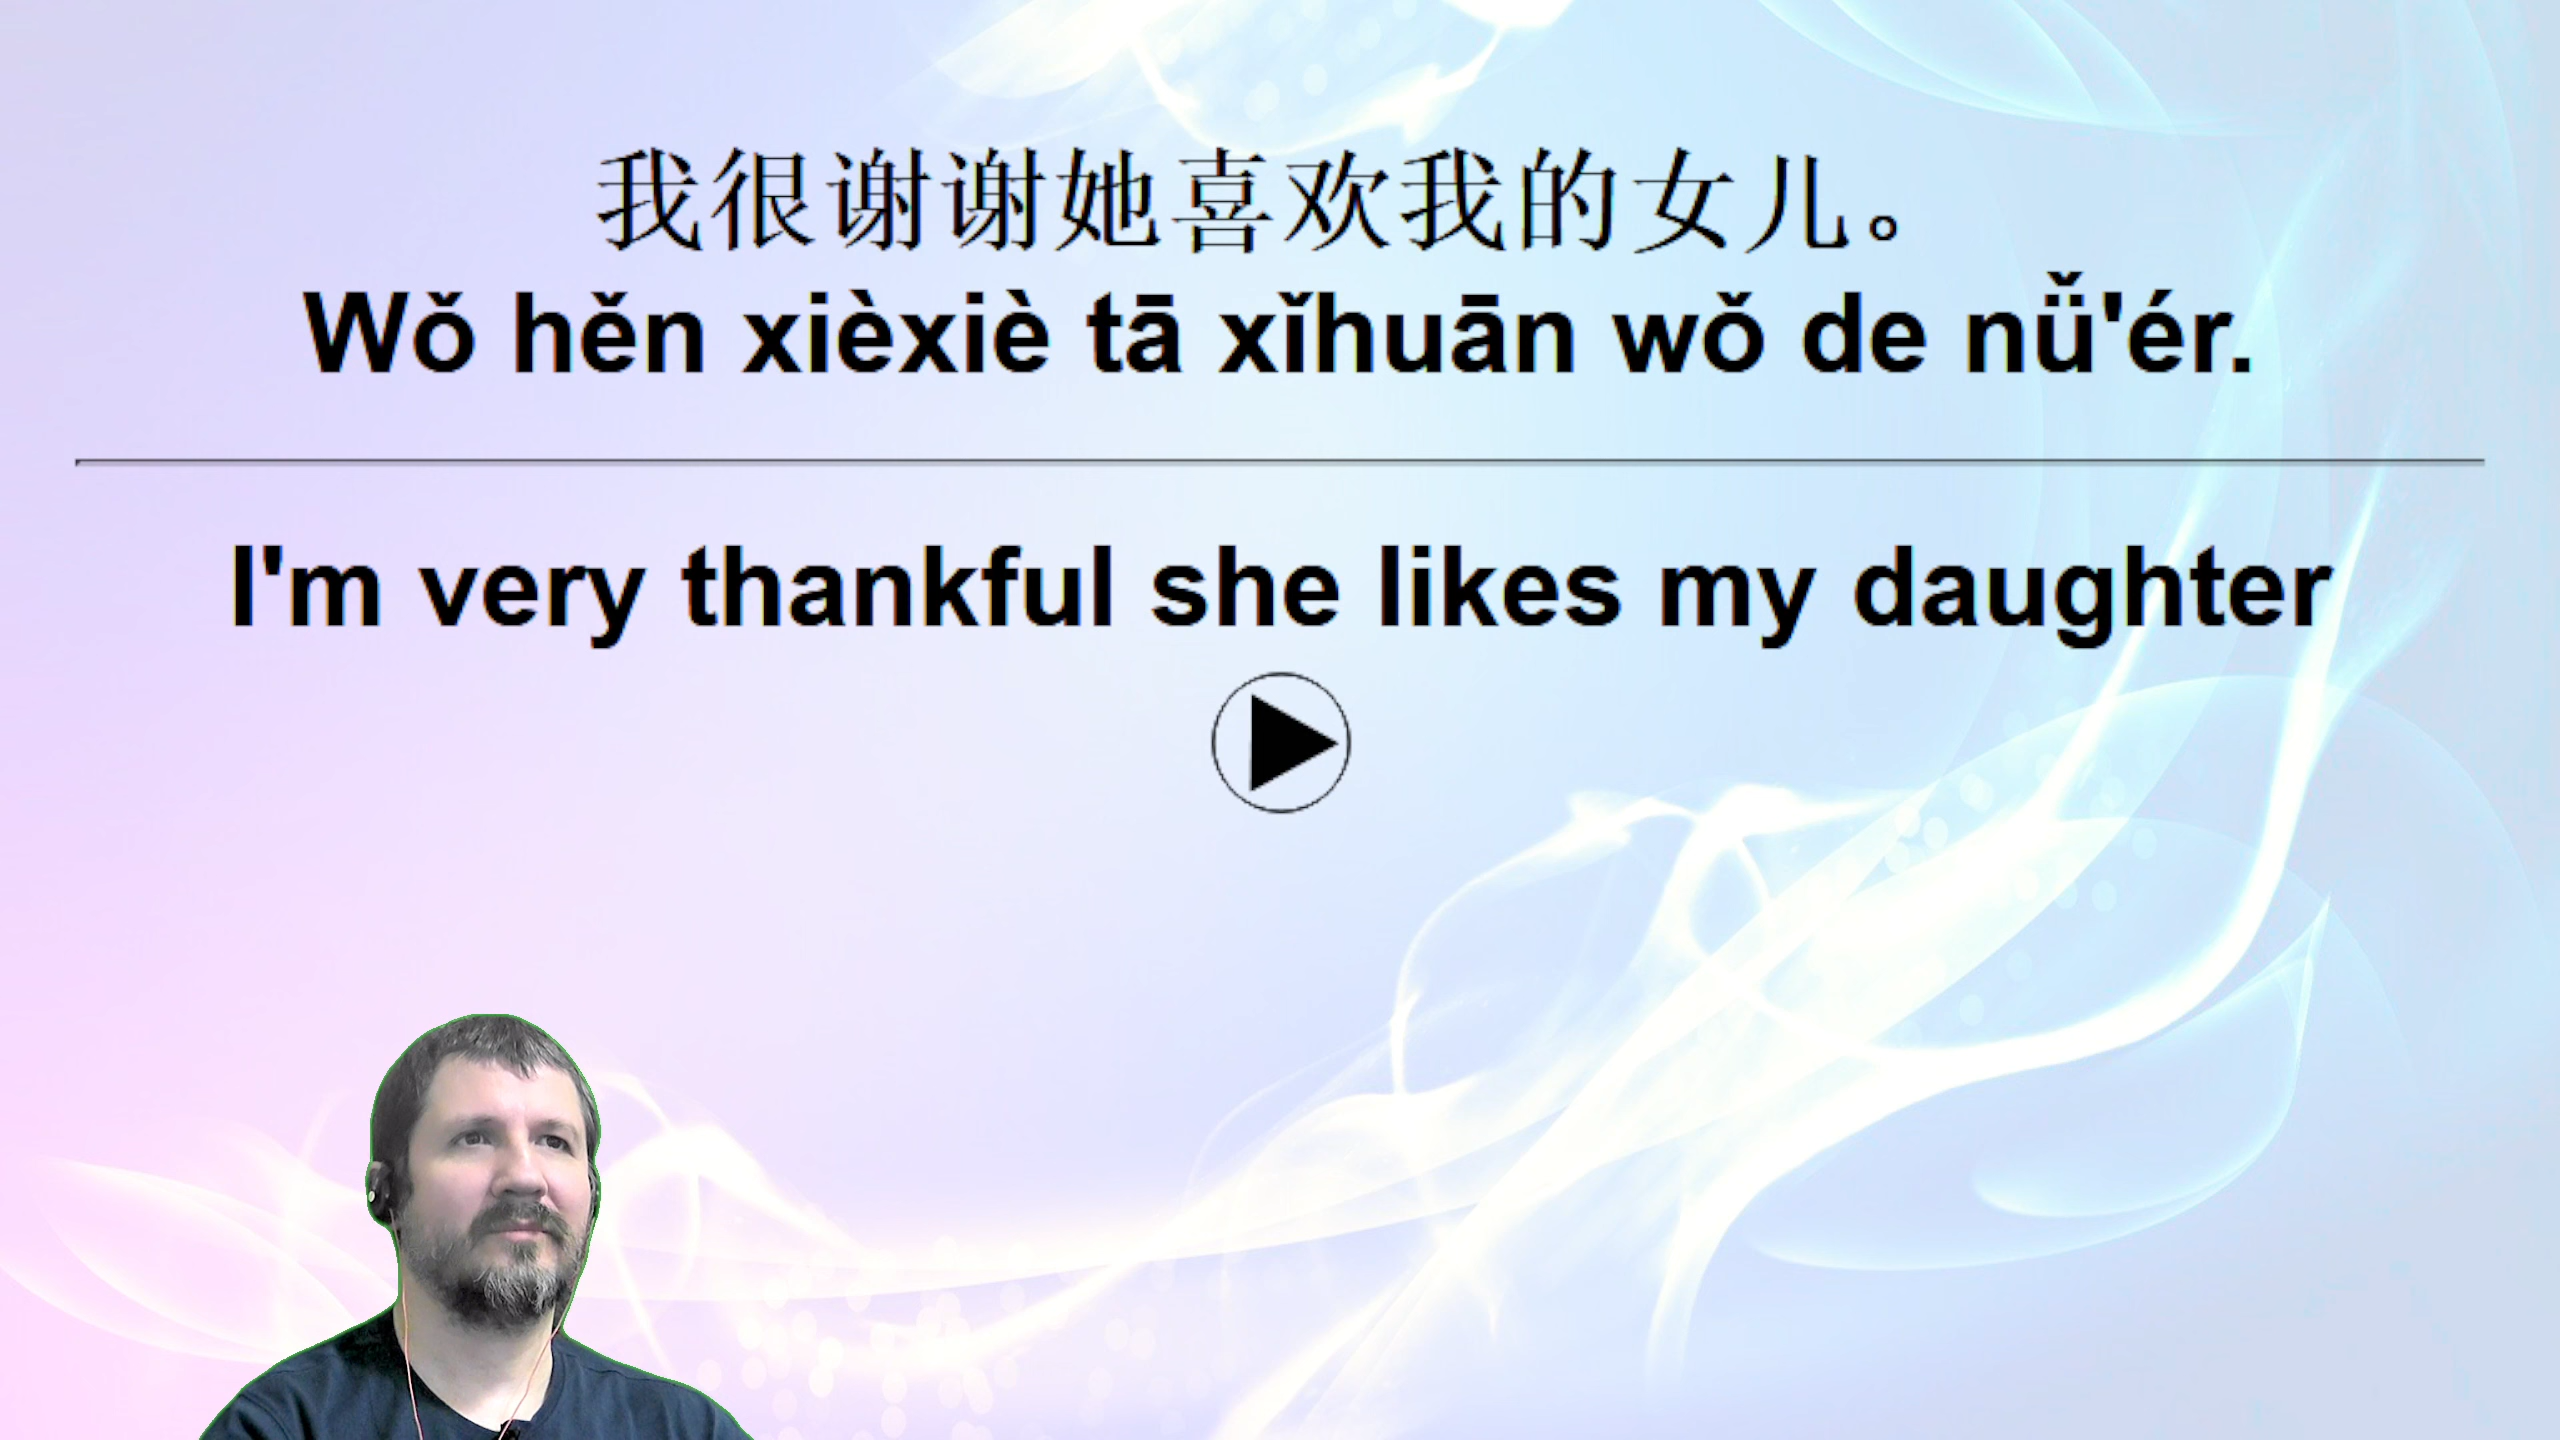 我很谢谢她喜欢我的女儿。
Wǒ hěn xièxiè tā xǐhuān wǒ de nǚ'ér.
I'm very thankful she likes my daughter